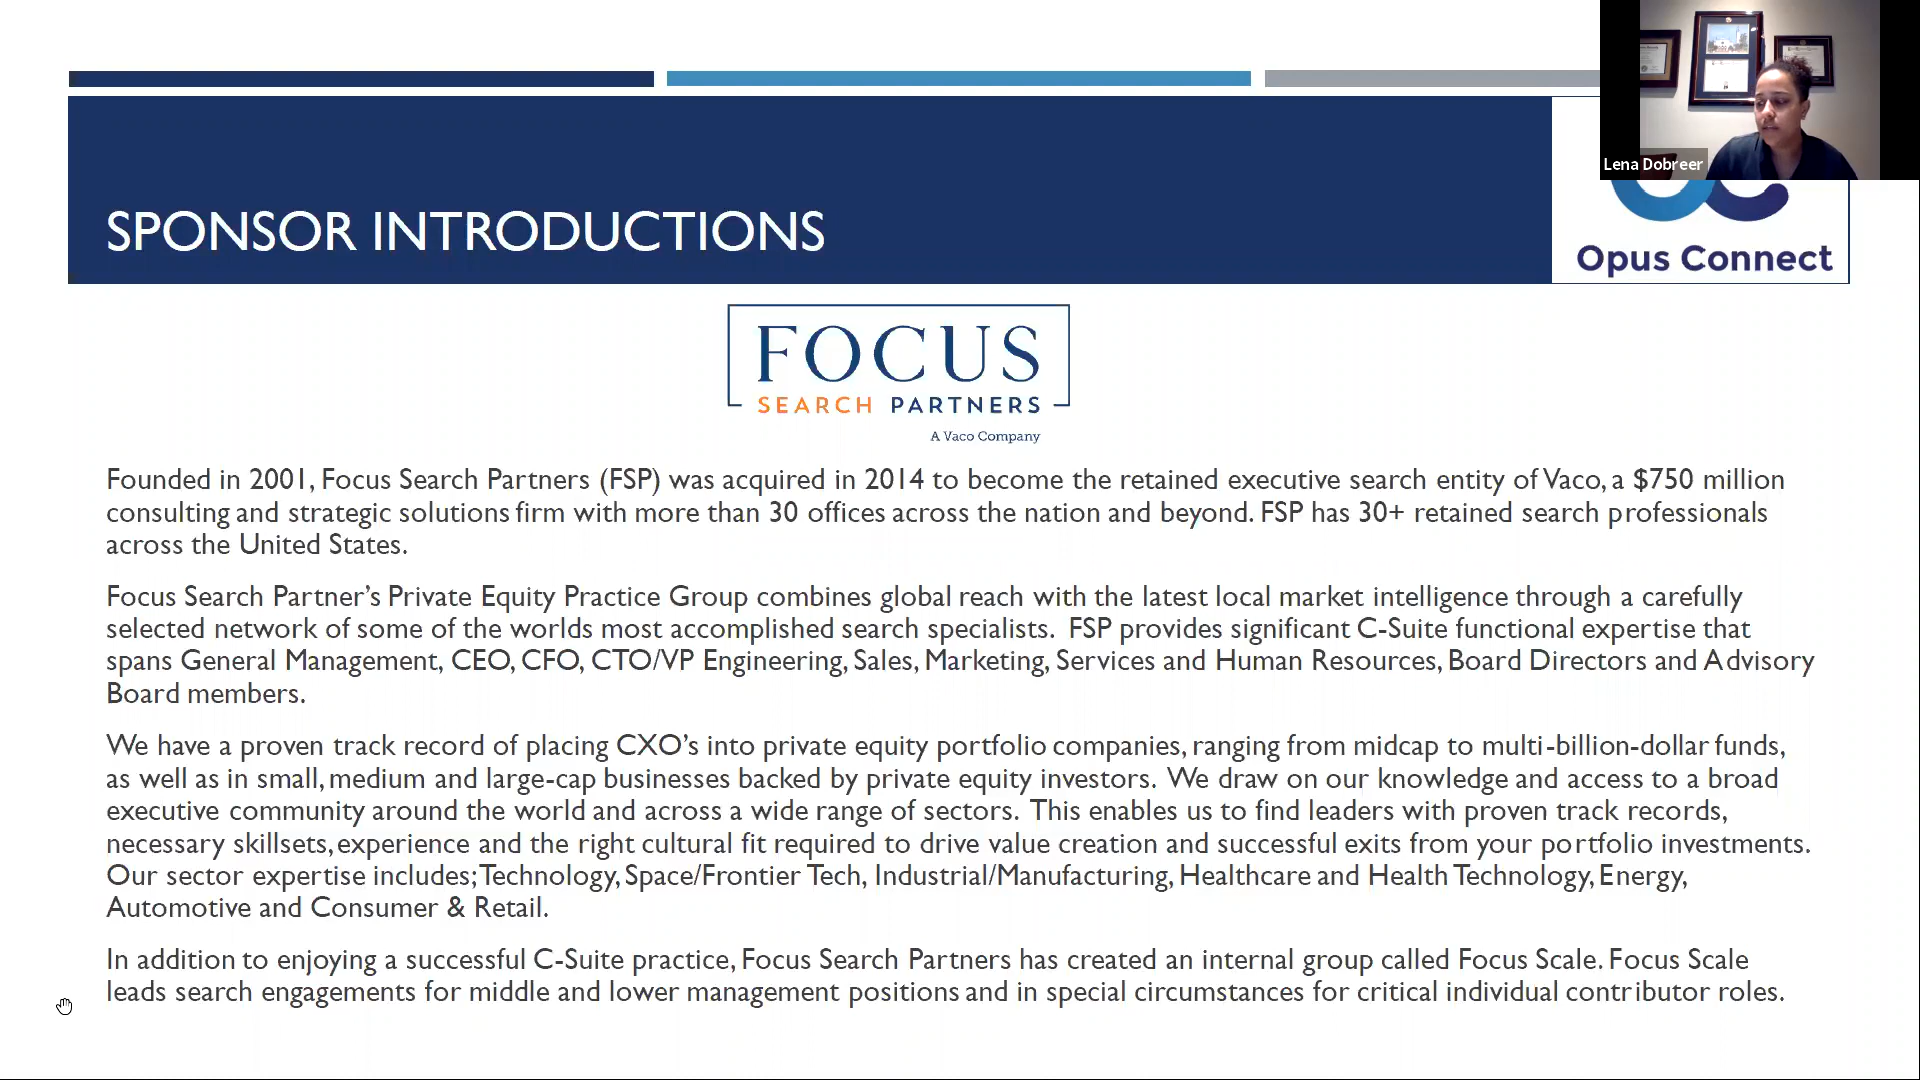 Lena Dobreer
SPONSOR INTRODUCTIONS
Opus Connect
FOCUS
SEARCH PARTNERS
A Vaco Company
Founded in 2001, Focus Search Partners (FSP) was acquired in 2014 to become the retained executive search entity of Vaco, a $750 million
consulting and strategic solutions firm with more than 30 offices across the nation and beyond. FSP has 30+ retained search professionals
across the United States.
Focus Search Partner’s Private Equity Practice Group combines global reach with the latest local market intelligence through a carefully
selected network of some of the worlds most accomplished search specialists. FSP provides significant C-Suite functional expertise that
spans General Management, CEO, CFO, CTO/VP Engineering, Sales, Marketing, Services and Human Resources, Board Directors and Advisory
Board members.
We have a proven track record of placing CXO’s into private equity portfolio companies, ranging from midcap to multi-billion-dollar funds,
as well as in small, medium and large-cap businesses backed by private equity investors. We draw on our knowledge and access to a broad
executive community around the world and across a wide range of sectors. This enables us to find leaders with proven track records,
necessary skillsets, experience and the right cultural fit required to drive value creation and successful exits from your portfolio investments.
Our sector expertise includes; Technology, Space/Frontier Tech, Industrial/Manufacturing, Healthcare and Health Technology, Energy,
Automotive and Consumer & Retail.
In addition to enjoying a successful C-Suite practice, Focus Search Partners has created an internal group called Focus Scale. Focus Scale
leads search engagements for middle and lower management positions and in special circumstances for critical individual contributor roles.